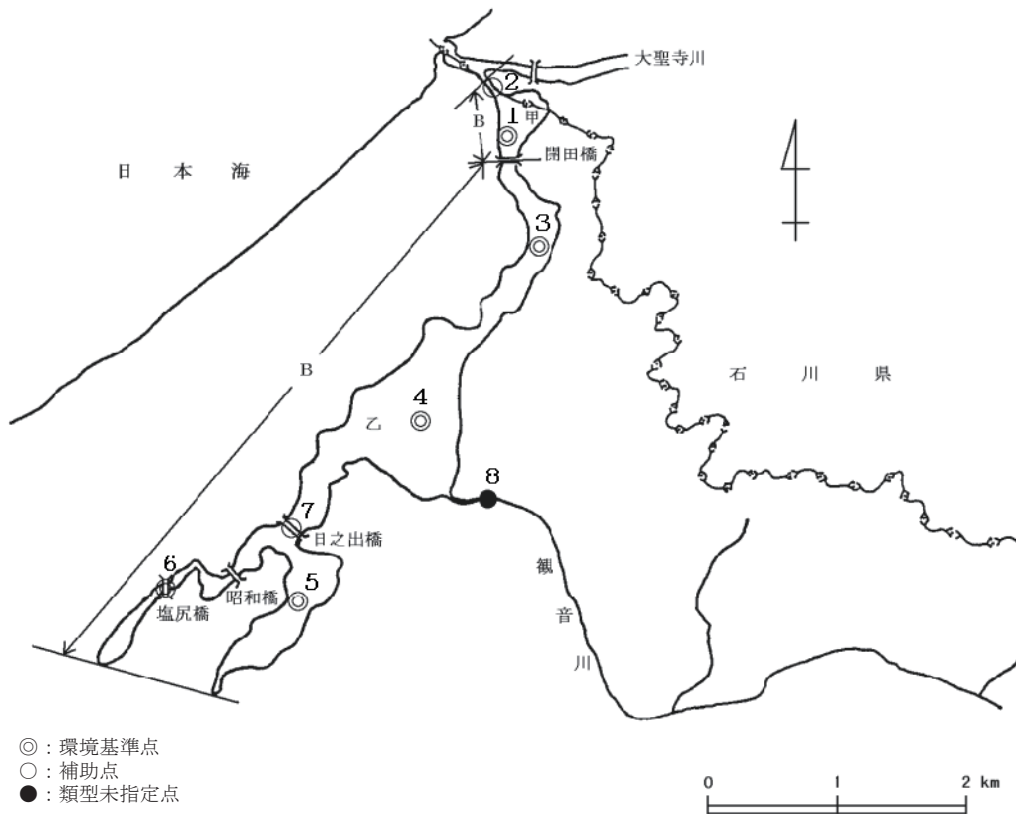 大聖寺川
2
B
甲
1
開田橋
日本海
3
B
石川県
4
乙
8
7
日之出橋
6
昭和橋
5
塩尻橋
観音川
◎：環境基準点
○：補助点
●：類型未指定点
0 1 2 km